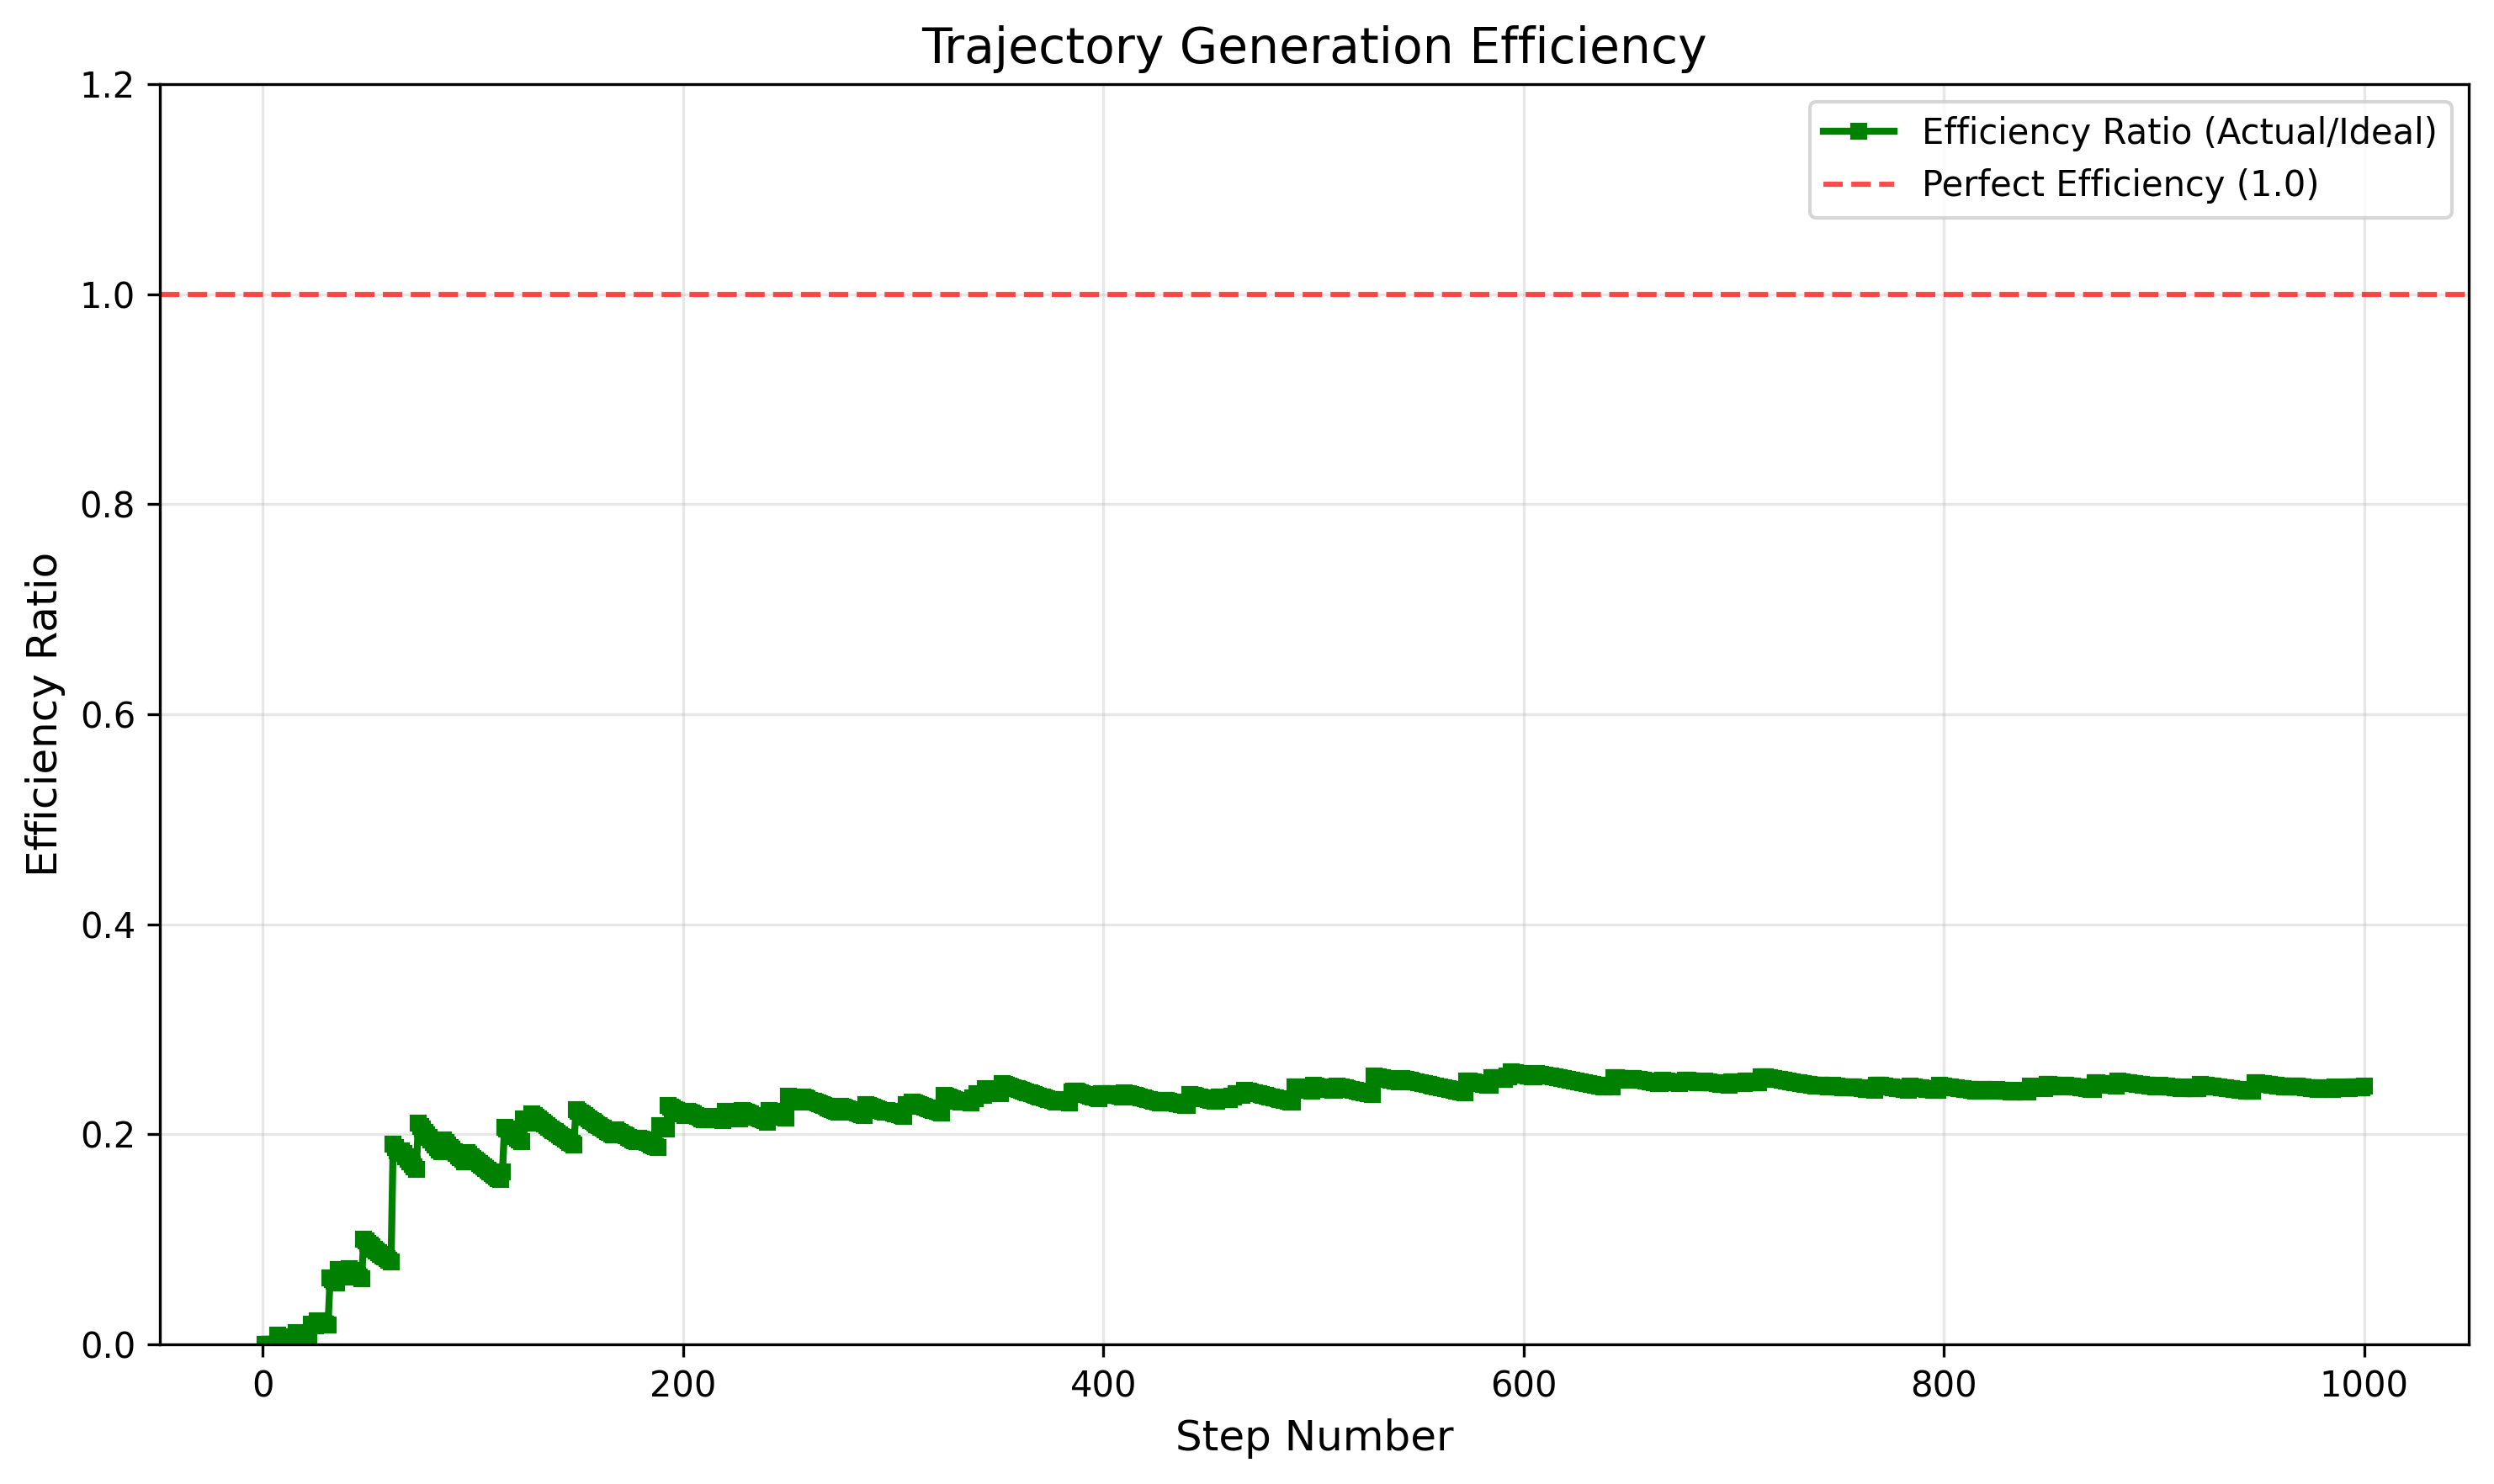 Trajectory Generation Efficiency
Efficiency Ratio (Actual/Ideal)
Perfect Efficiency (1.0)
Efficiency Ratio
1.2
1.0
0.8
0.6
0.4
0.2
0.0
0 200 400 600 800 1000
Step Number